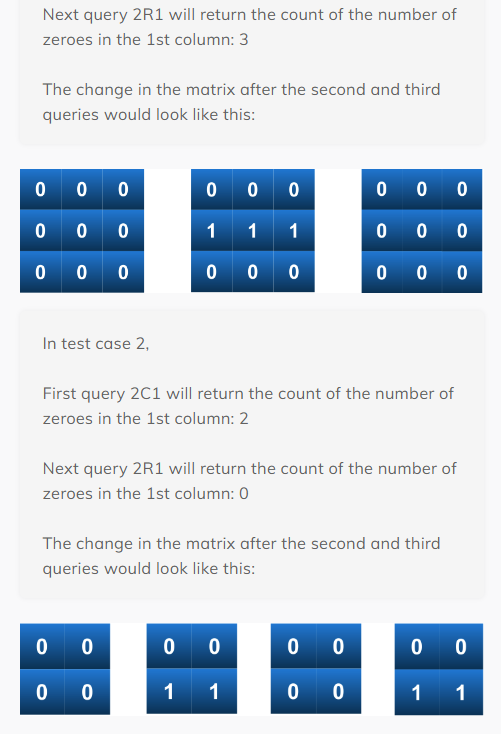 Next query 2R1 will return the count of the number of
zeroes in the 1st column: 3
The change in the matrix after the second and third
queries would look like this:
0 0 0 0 0 0 0 0 0
0 0 0 1 1 1 0 0 0
0 0 0 0 0 0 0 0 0
In test case 2,
First query 2C1 will return the count of the number of
zeroes in the 1st column: 2
Next query 2R1 will return the count of the number of
zeroes in the 1st column: 0
The change in the matrix after the second and third
queries would look like this:
0 0 0 0 0 0 0 0
0 0 1 1 0 0 1 1